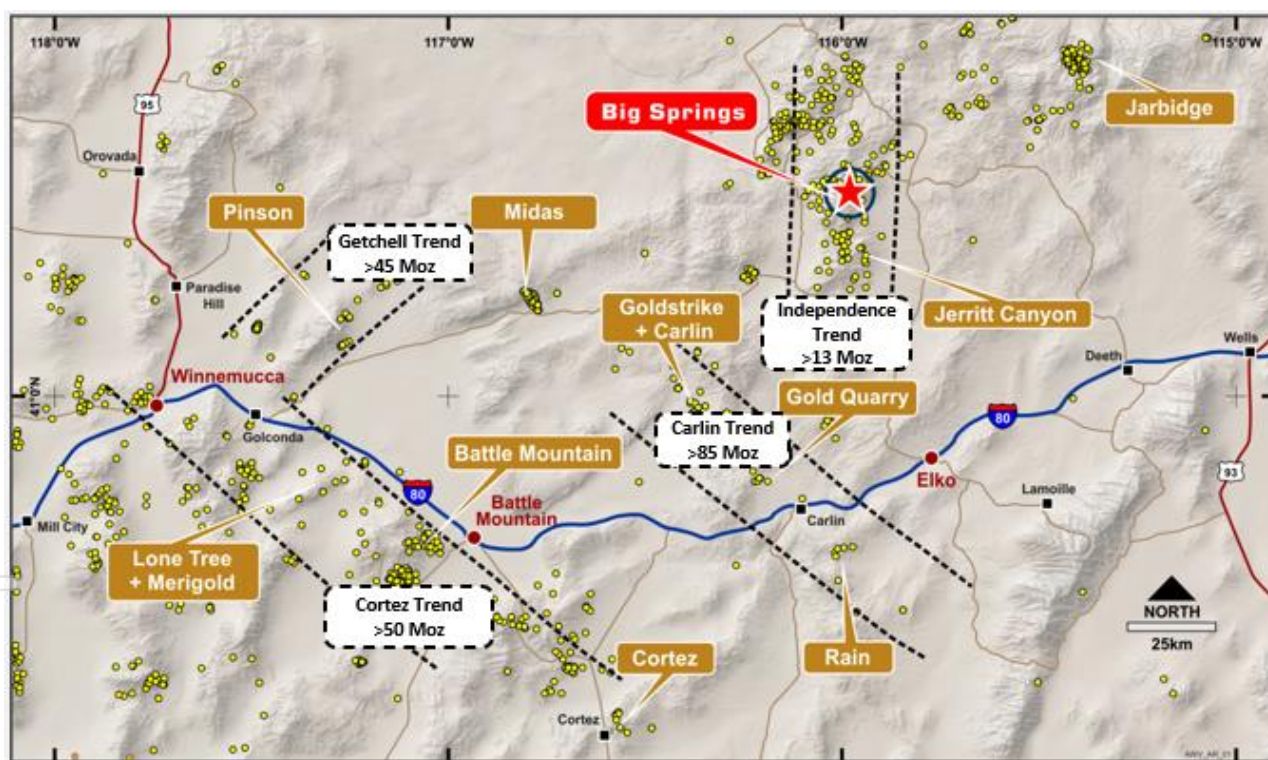 118°0'W
117°0'W
116°0'W
115°0'W
95
Big Springs
Jarbidge
Orovada
Pinson
Midas
Getchell Trend
>45 Moz
Paradise
Hill
Goldstrike
+ Carlin
Independence
Trend
>13 Moz
Jerritt Canyon
Wells
Deeth
Winnemucca
41°0'N
Gold Quarry
80
Golconda
Carlin Trend
>85 Moz
Battle Mountain
Elko
93
80
Lamoille
Battle
Mountain
Carlin
Mill City
Lone Tree
+ Merigold
Cortez Trend
>50 Moz
NORTH
25km
Cortez
Rain
Cortez
AWV_AR_01